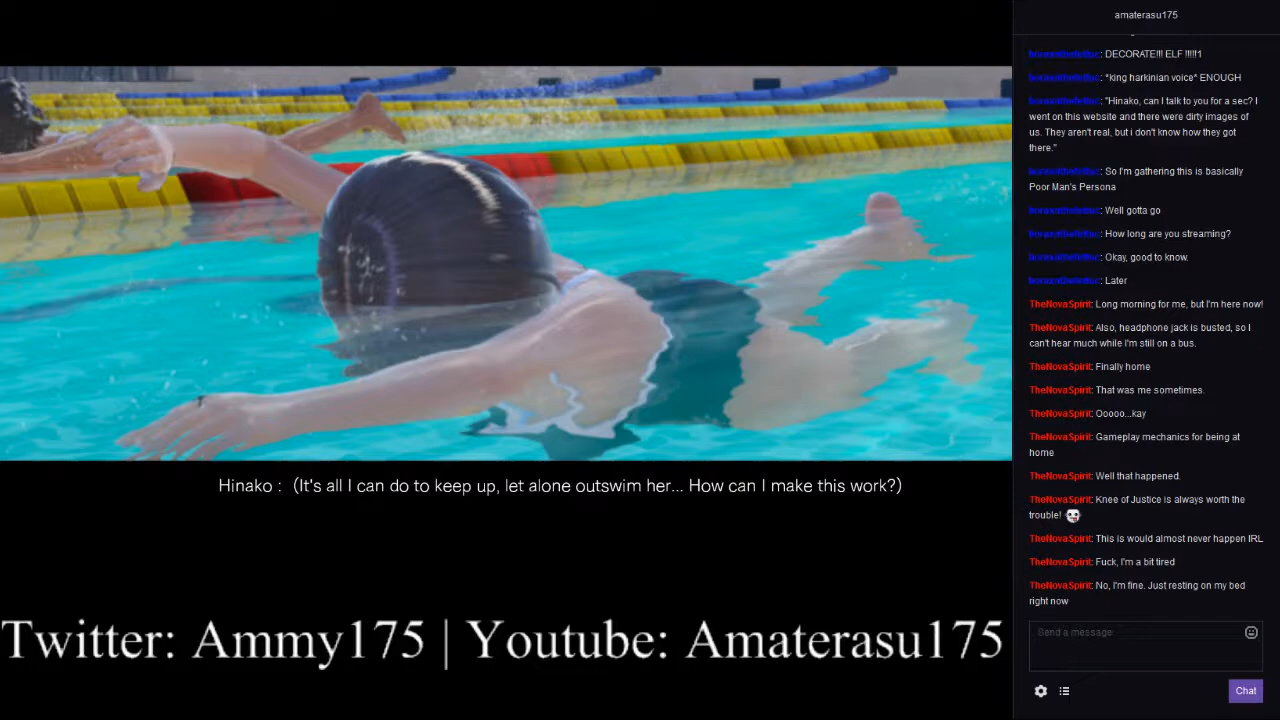 amaterasu175
: DECORATE!!! ELF !!!!!1
: *king harkinian voice* ENOUGH
: "Hinako, can I talk to you for a sec? I
went on this website and there were dirty images of
us. They aren't real, but i don't know how they got
there."
: So I'm gathering this is basically
Poor Man's Persona
: Well gotta go
: How long are you streaming?
: Okay, good to know.
: Later
TheNovaSpirit: Long morning for me, but I'm here now!
TheNovaSpirit: Also, headphone jack is busted, so I
can't hear much while I'm still on a bus.
TheNovaSpirit: Finally home
TheNovaSpirit: That was me sometimes.
TheNovaSpirit: Ooooo...kay
TheNovaSpirit: Gameplay mechanics for being at
home
TheNovaSpirit: Well that happened.
TheNovaSpirit: Knee of Justice is always worth the
trouble!
TheNovaSpirit: This is would almost never happen IRL
TheNovaSpirit: Fuck, I'm a bit tired
TheNovaSpirit: No, I'm fine. Just resting on my bed
right now
Send a message
Chat
Hinako : (It's all I can do to keep up, let alone outswim her... How can I make this work?)
Twitter: Ammy175 | Youtube: Amaterasu175